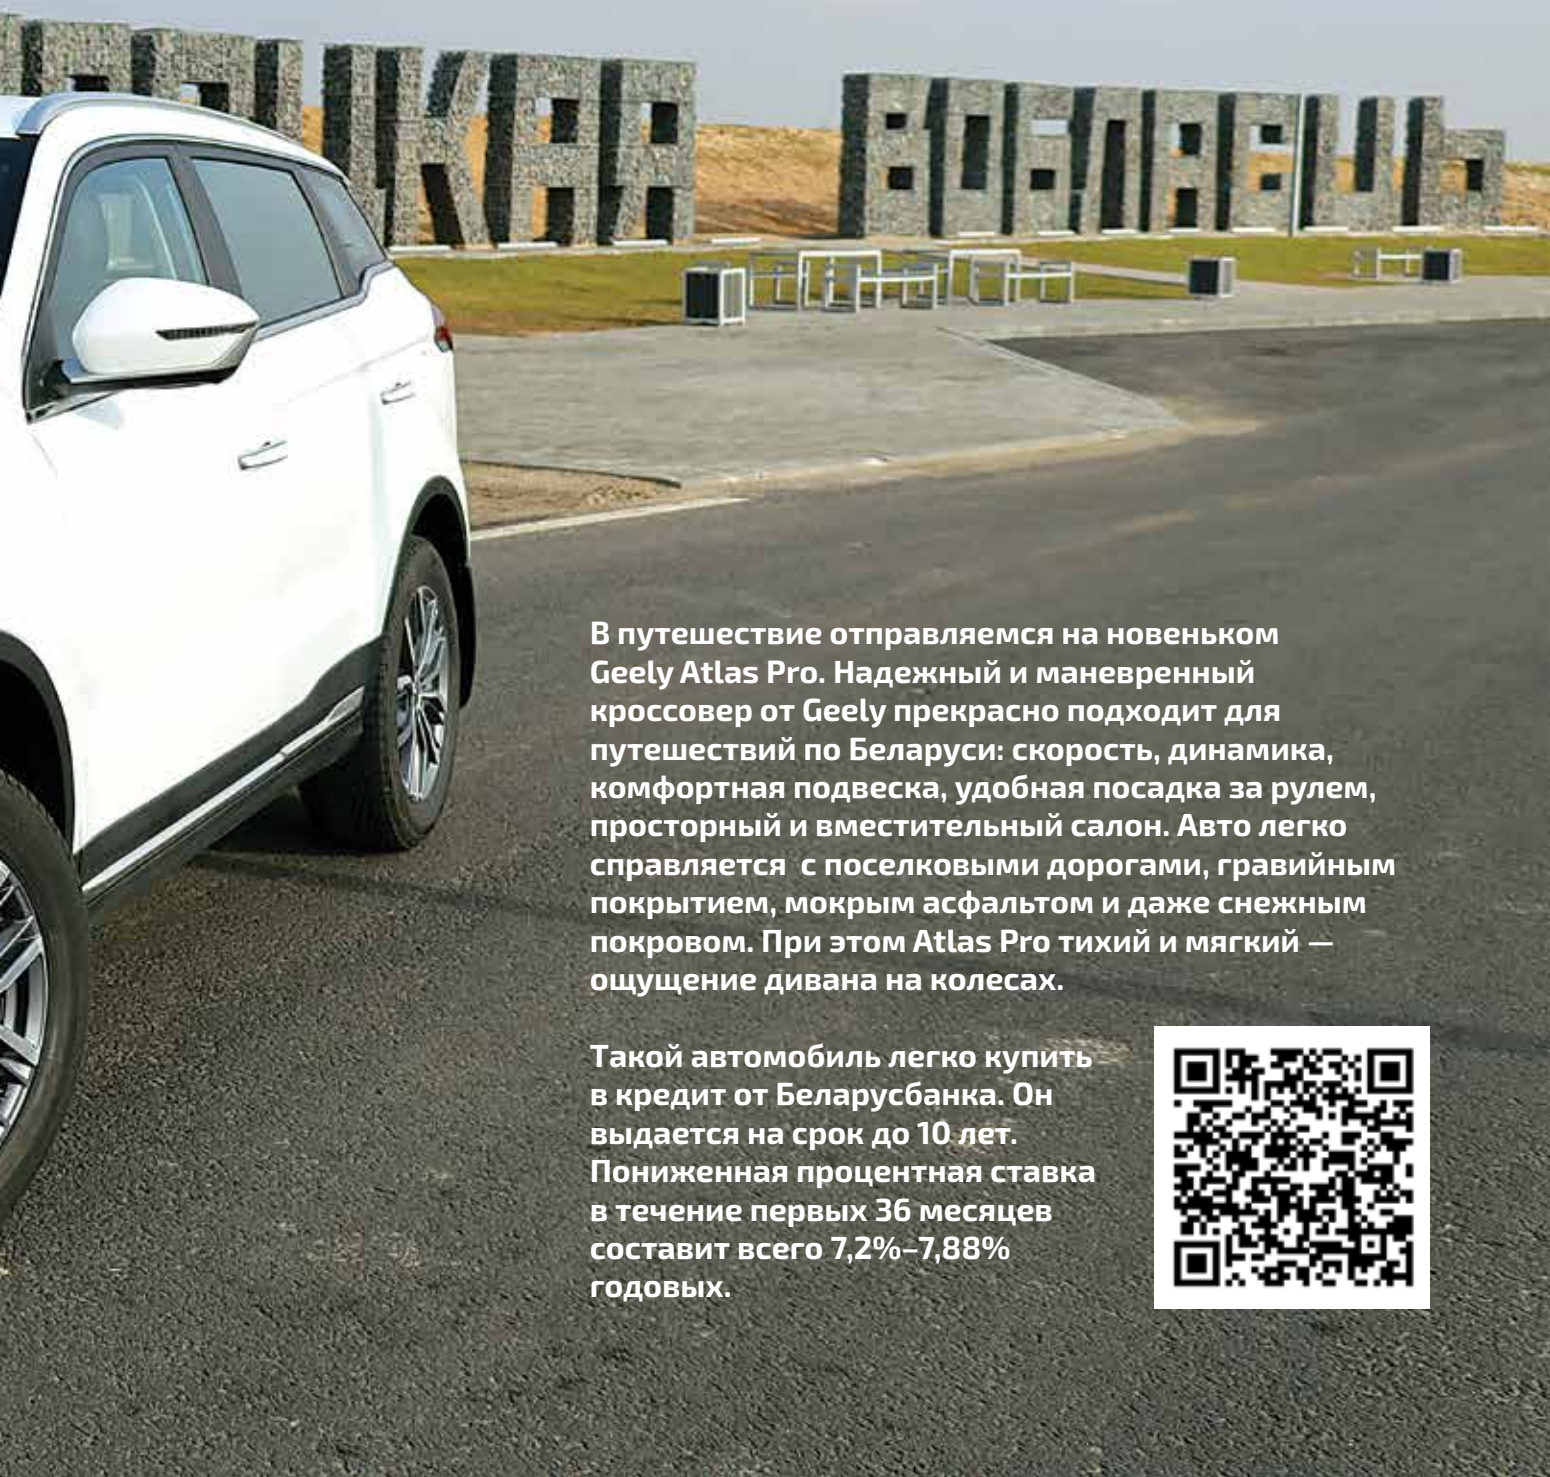 ВОБЛАСЦЬ
В путешествие отправляемся на новеньком
Geely Atlas Pro. Надежный и маневренный
кроссовер от Geely прекрасно подходит для
путешествий по Беларуси: скорость, динамика,
комфортная подвеска, удобная посадка за рулем,
просторный и вместительный салон. Авто легко
справляется с поселковыми дорогами, гравийным
покрытием, мокрым асфальтом и даже снежным
покровом. При этом Atlas Pro тихий и мягкий —
ощущение дивана на колесах.
Такой автомобиль легко купить
в кредит от Беларусбанка. Он
выдается на срок до 10 лет.
Пониженная процентная ставка
в течение первых 36 месяцев
составит всего 7,2%–7,88%
годовых.